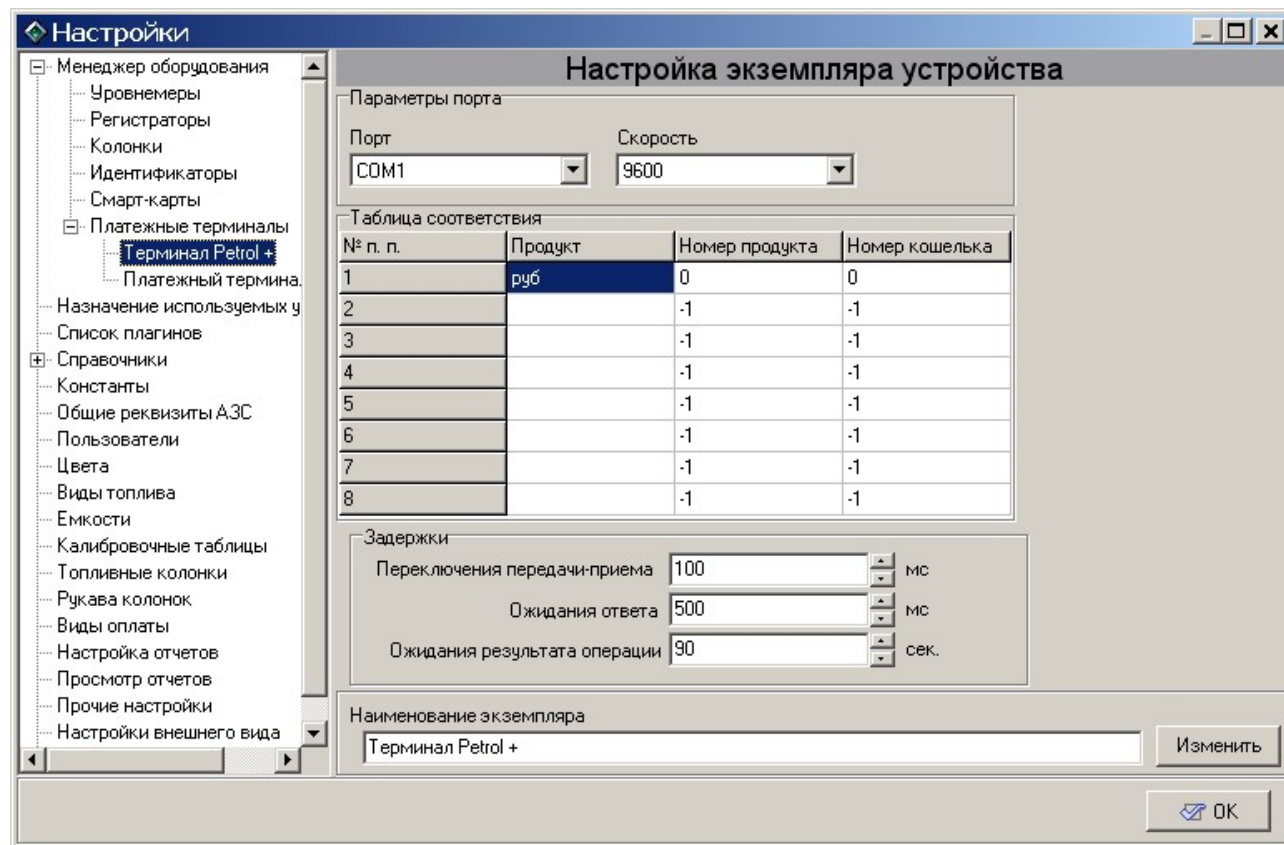 Настройки
Менеджер оборудования
Уровнемеры
Регистраторы
Колонки
Идентификаторы
Смарт-карты
Платежные терминалы
Терминал Petrol +
Платежный термина.
Назначение используемых у
Список плагинов
Справочники
Константы
Общие реквизиты АЗС
Пользователи
Цвета
Виды топлива
Емкости
Калибровочные таблицы
Топливные колонки
Рукава колонок
Виды оплаты
Настройка отчетов
Просмотр отчетов
Прочие настройки
Настройки внешнего вида
Настройка экземпляра устройства
Параметры порта
Порт Скорость
COM1 9600
Таблица соответствия
№ п. п. Продукт Номер продукта Номер кошелька
1 руб 0 0
2 -1 -1
3 -1 -1
4 -1 -1
5 -1 -1
6 -1 -1
7 -1 -1
8 -1 -1
Задержки
Переключения передачи-приема 100 мс
Ожидания ответа 500 мс
Ожидания результата операции 90 сек.
Наименование экземпляра
Терминал Petrol + Изменить
OK